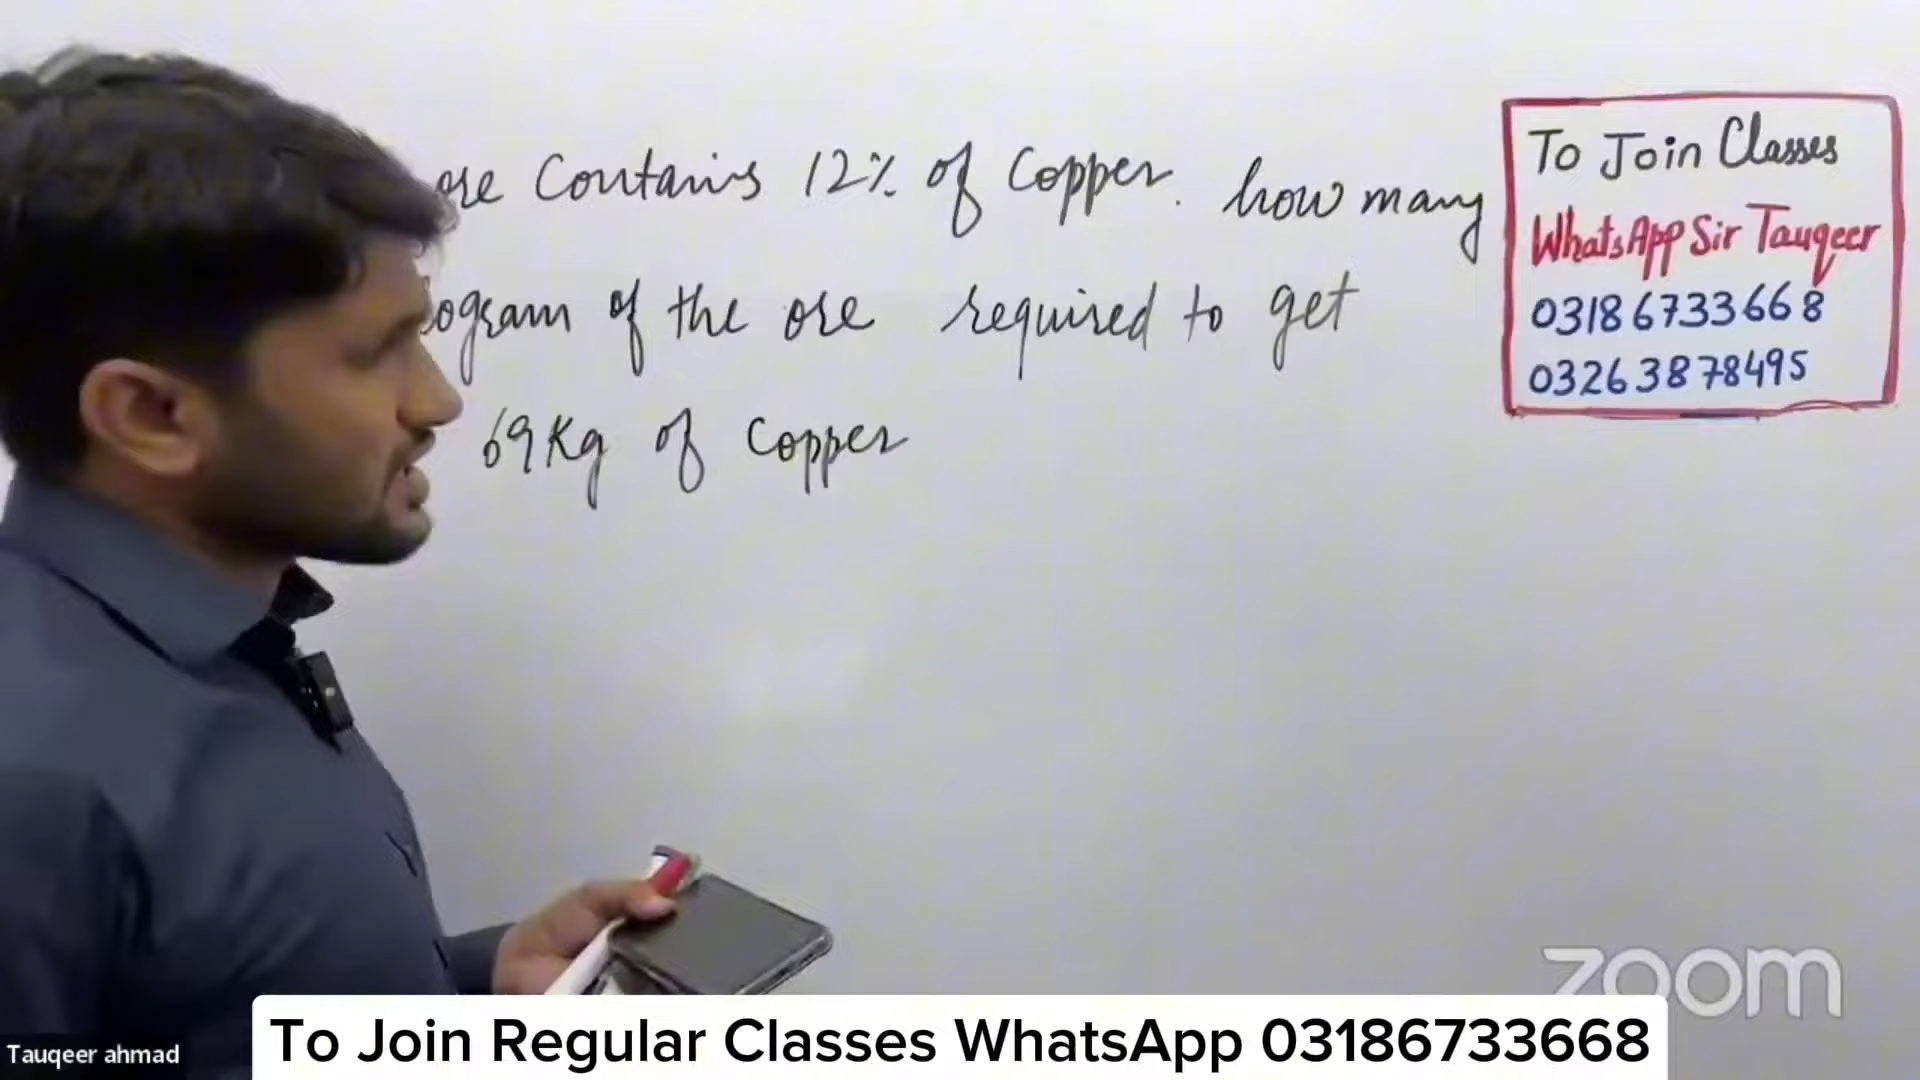 ore Contains 12% of Copper. how many
ogram of the ore required to get
69Kg of Copper
To Join Classes
WhatsApp Sir Tauqeer
03186733668
03263878495
zoom
Tauqeer ahmad
To Join Regular Classes WhatsApp 03186733668